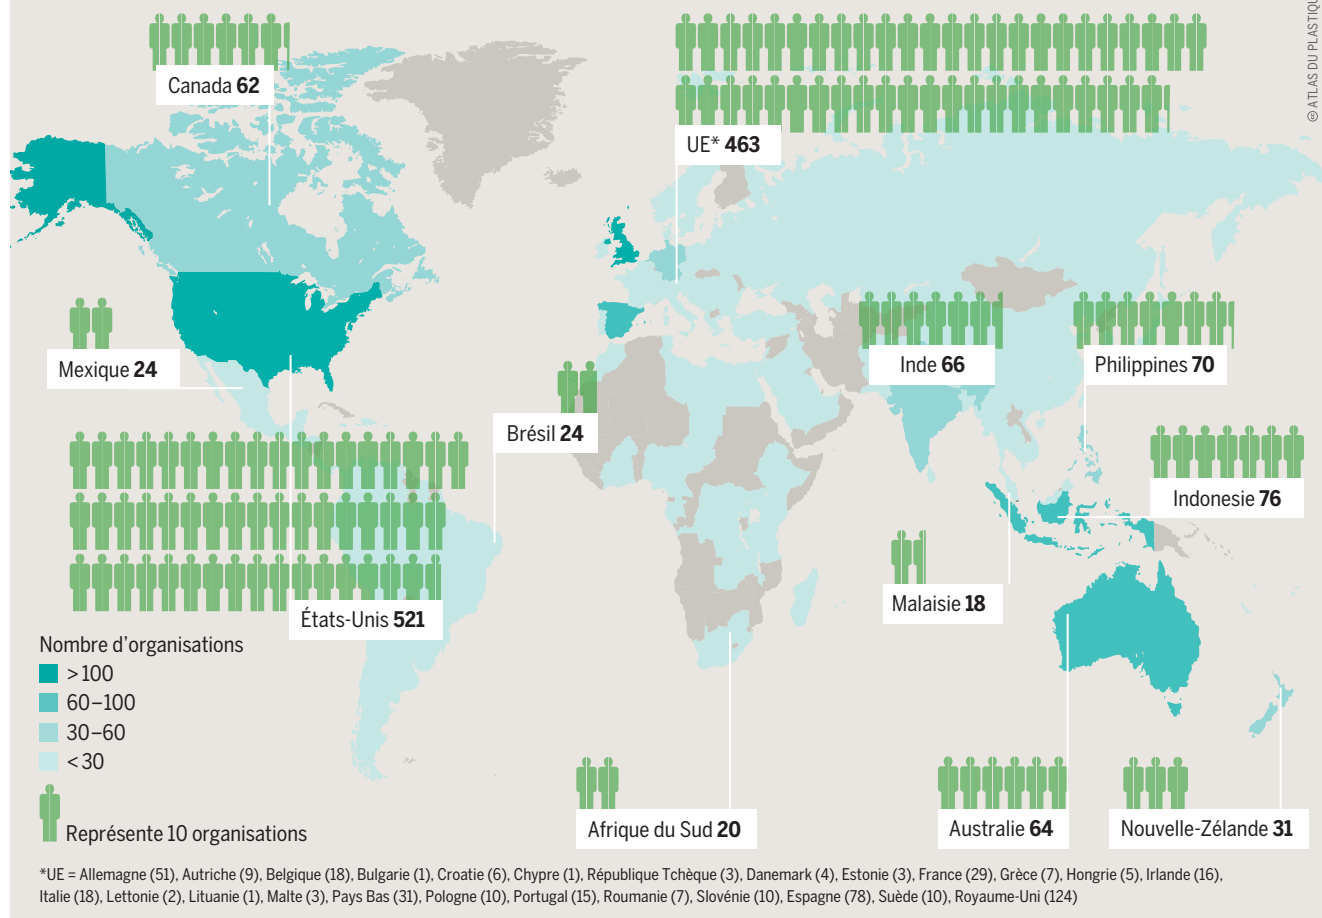 © ATLAS DU PLASTIQUE
Canada 62
UE* 463
Mexique 24
Inde 66
Philippines 70
Brésil 24
Indonesie 76
États-Unis 521
Malaisie 18
Nombre d’organisations
>100
60–100
30–60
<30
Représente 10 organisations
Afrique du Sud 20
Australie 64
Nouvelle-Zélande 31
*UE = Allemagne (51), Autriche (9), Belgique (18), Bulgarie (1), Croatie (6), Chypre (1), République Tchèque (3), Danemark (4), Estonie (3), France (29), Grèce (7), Hongrie (5), Irlande (16),
Italie (18), Lettonie (2), Lituanie (1), Malte (3), Pays Bas (31), Pologne (10), Portugal (15), Roumanie (7), Slovénie (10), Espagne (78), Suède (10), Royaume-Uni (124)